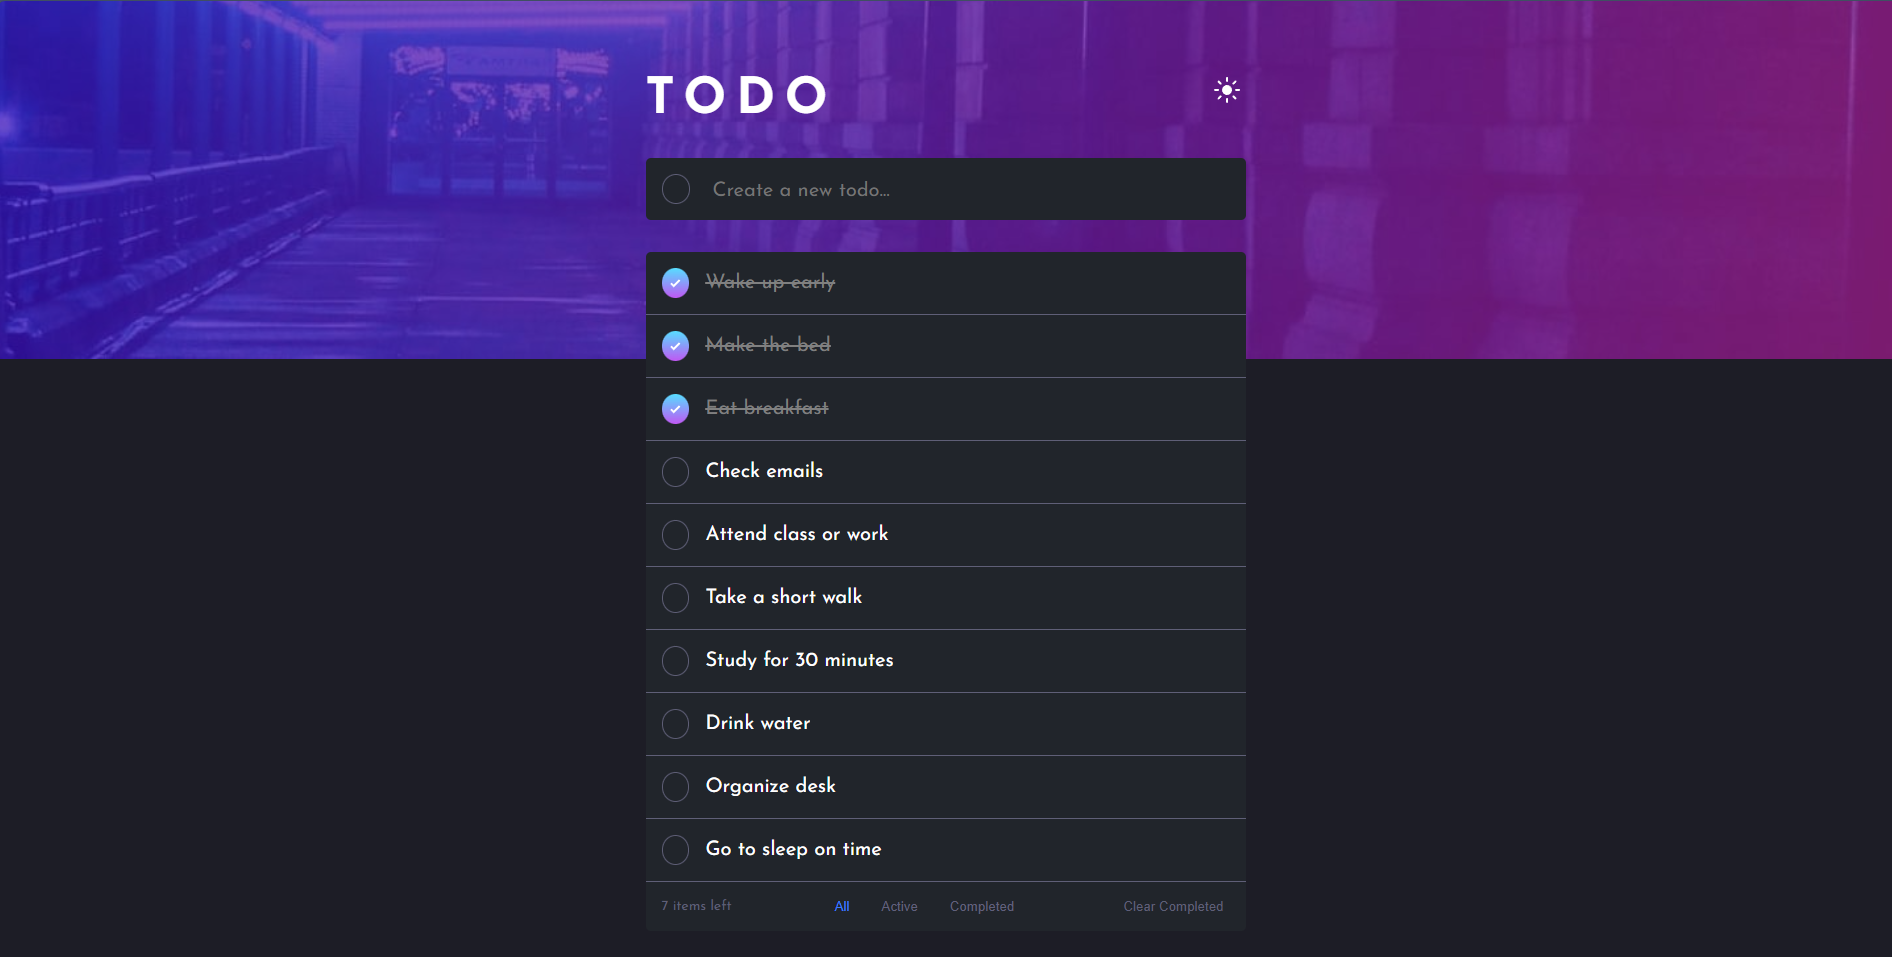 TODO
Create a new todo...
Wake up early
Make the bed
Eat breakfast
Check emails
Attend class or work
Take a short walk
Study for 30 minutes
Drink water
Organize desk
Go to sleep on time
7 items left All Active Completed Clear Completed